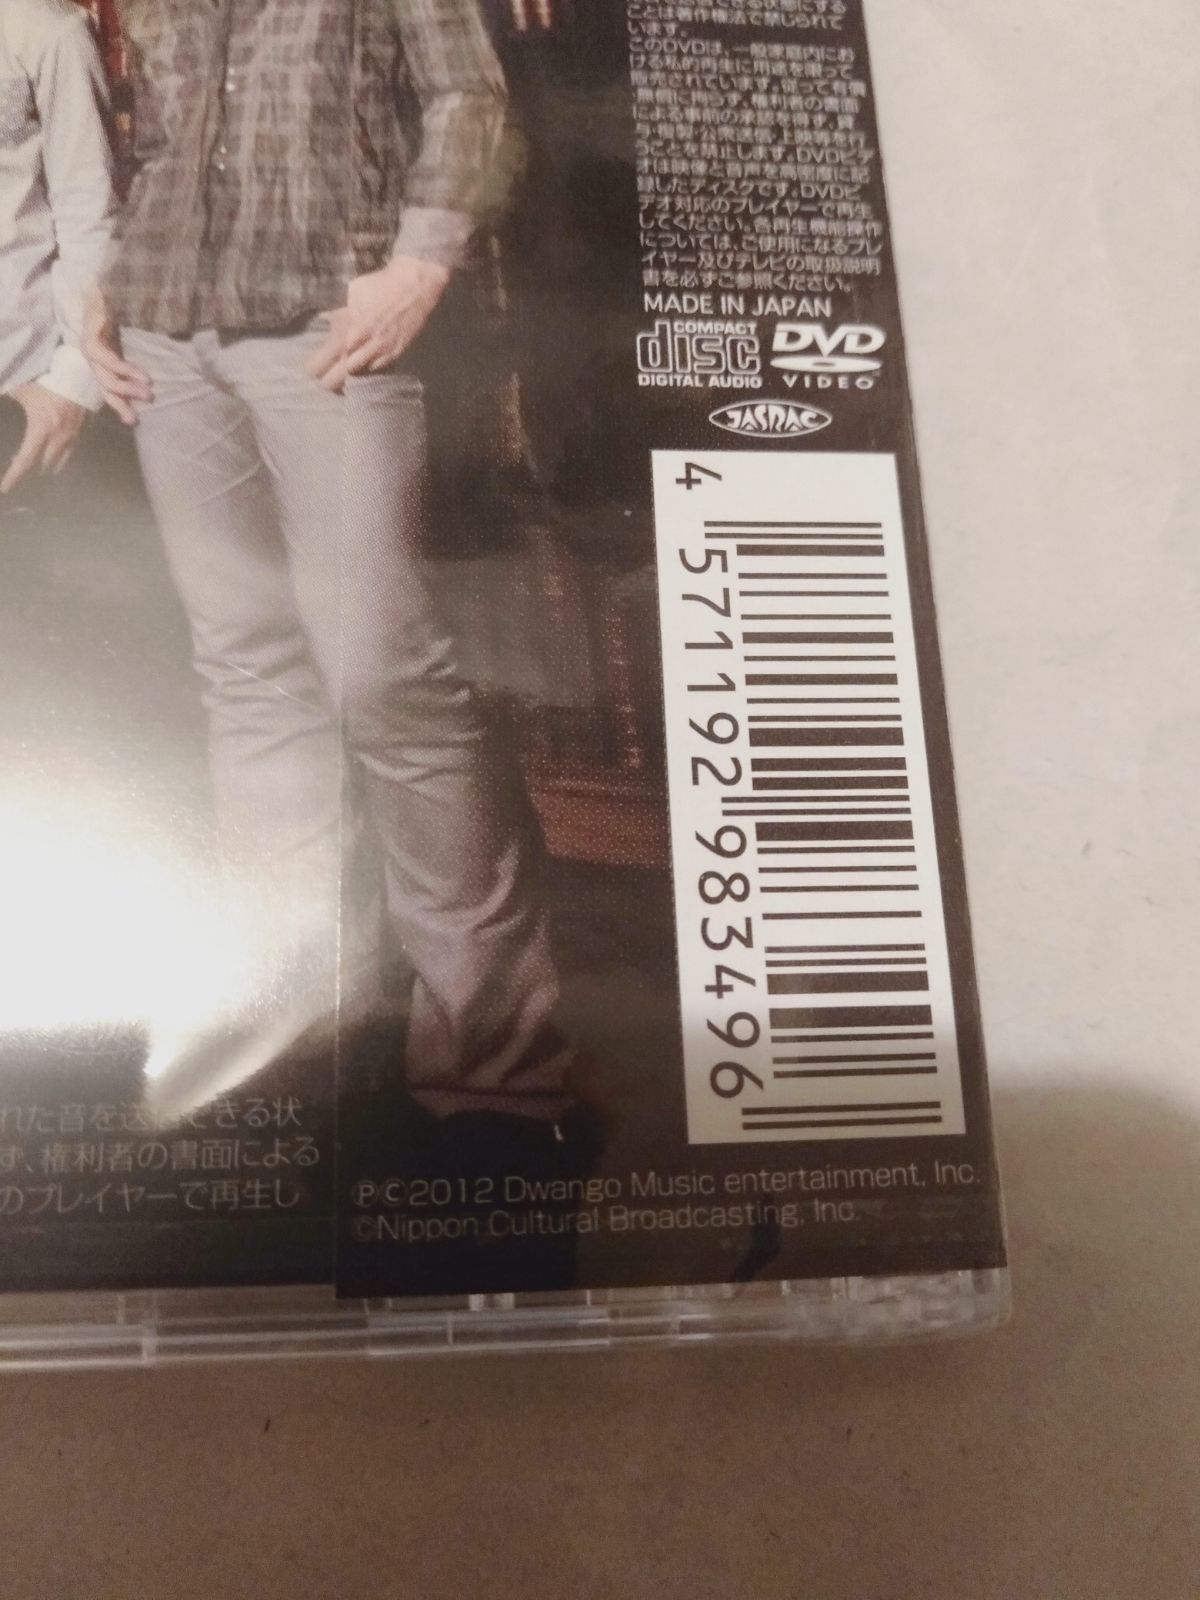 ことは著作権法で禁じられて
います。
このDVDは、一般家庭内にお
ける私的再生に用途を限って
販売されています。従って有償
無償に拘らず、権利者の書面
による事前の承認を得ず、貸
与・複製・公衆送信・上映等を行
うことを禁止します。DVDビデ
オは映像と音声を高密度に記
録したディスクです。DVDビ
デオ対応のプレイヤーで再生
してください。各再生機能操作
については、ご使用になるプレ
イヤー及びテレビの取扱説明
書を必ずご参照ください。
MADE IN JAPAN
COMPACT
disc
DIGITAL AUDIO
DVD
VIDEO
JASRAC
4 571192 983496
れた音を送 できる状
ず、権利者の書面による
のプレイヤーで再生し
℗©2012 Dwango Music entertainment, Inc.
©Nippon Cultural Broadcasting, Inc.